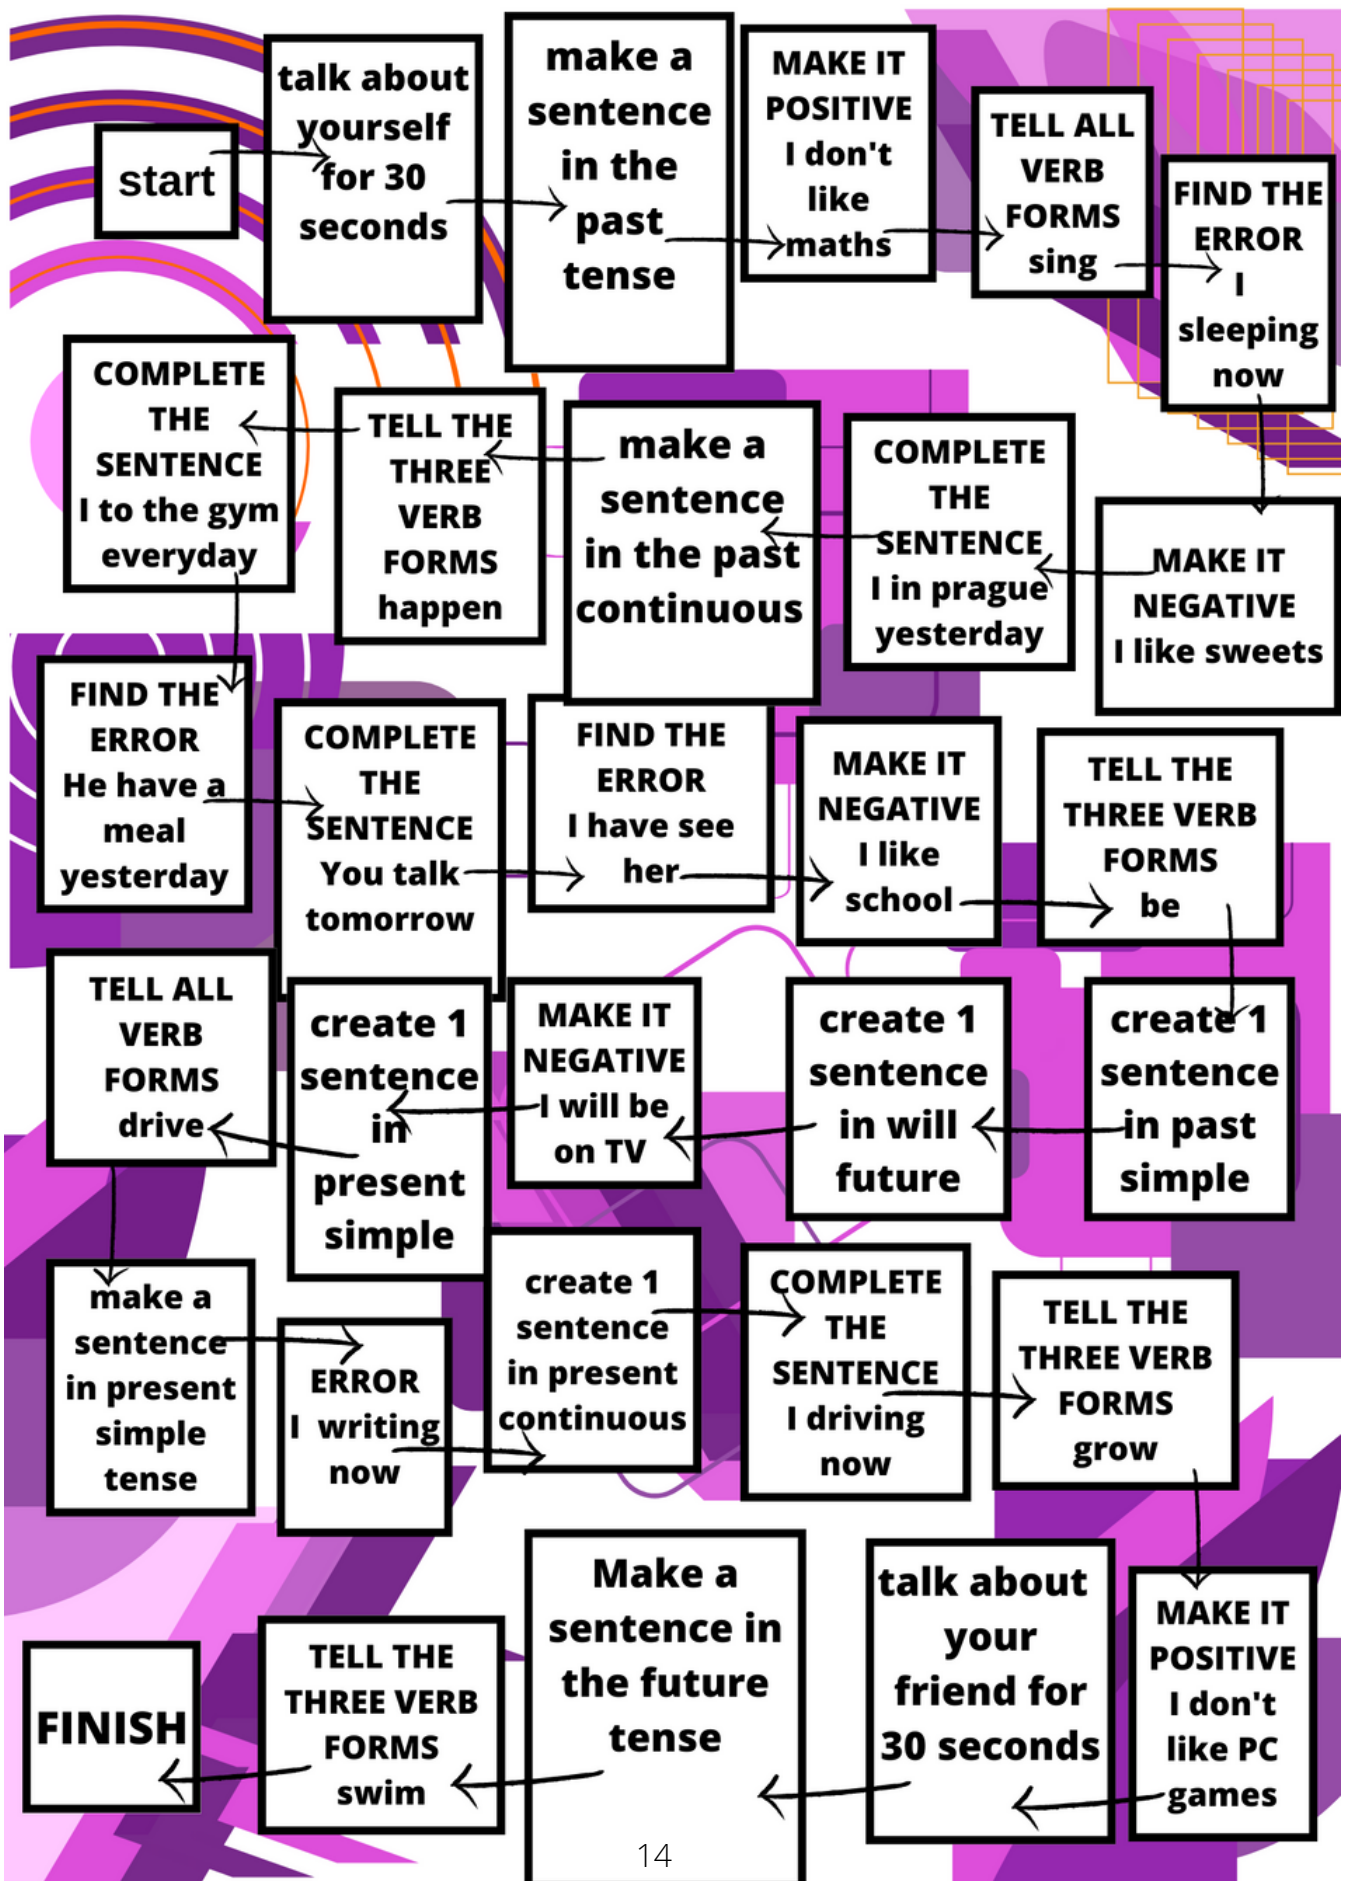 start
talk about
yourself
for 30
seconds
make a
sentence
in the
past
tense
MAKE IT
POSITIVE
I don't
like
maths
TELL ALL
VERB
FORMS
sing
FIND THE
ERROR
I
sleeping
now
MAKE IT
NEGATIVE
I like sweets
COMPLETE
THE
SENTENCE
I in prague
yesterday
make a
sentence
in the past
continuous
TELL THE
THREE
VERB
FORMS
happen
COMPLETE
THE
SENTENCE
I to the gym
everyday
FIND THE
ERROR
He have a
meal
yesterday
COMPLETE
THE
SENTENCE
You talk
tomorrow
FIND THE
ERROR
I have see
her
MAKE IT
NEGATIVE
I like
school
TELL THE
THREE VERB
FORMS
be
create 1
sentence
in past
simple
create 1
sentence
in will
future
MAKE IT
NEGATIVE
I will be
on TV
create 1
sentence
in
present
simple
TELL ALL
VERB
FORMS
drive
make a
sentence
in present
simple
tense
ERROR
I writing
now
create 1
sentence
in present
continuous
COMPLETE
THE
SENTENCE
I driving
now
TELL THE
THREE VERB
FORMS
grow
MAKE IT
POSITIVE
I don't
like PC
games
talk about
your
friend for
30 seconds
Make a
sentence in
the future
tense
TELL THE
THREE VERB
FORMS
swim
FINISH
14